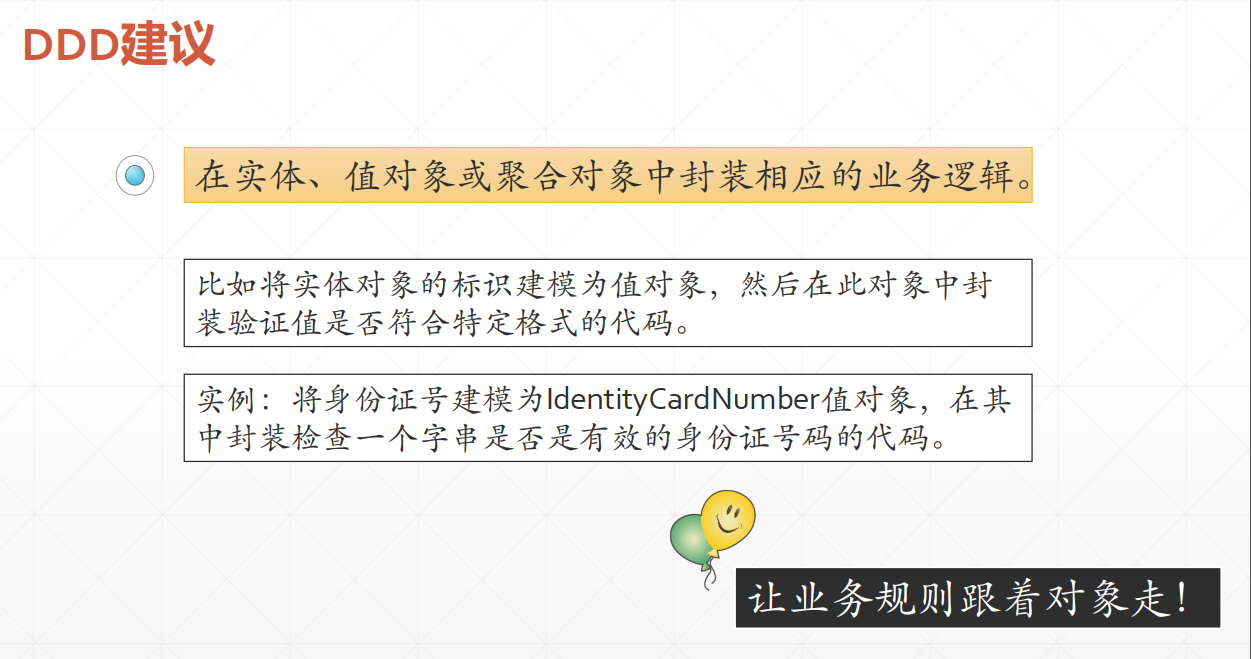 DDD建议
在实体、值对象或聚合对象中封装相应的业务逻辑。
比如将实体对象的标识建模为值对象，然后在此对象中封
装验证值是否符合特定格式的代码。
实例：将身份证号建模为IdentityCardNumber值对象，在其
中封装检查一个字串是否是有效的身份证号码的代码。
让业务规则跟着对象走！